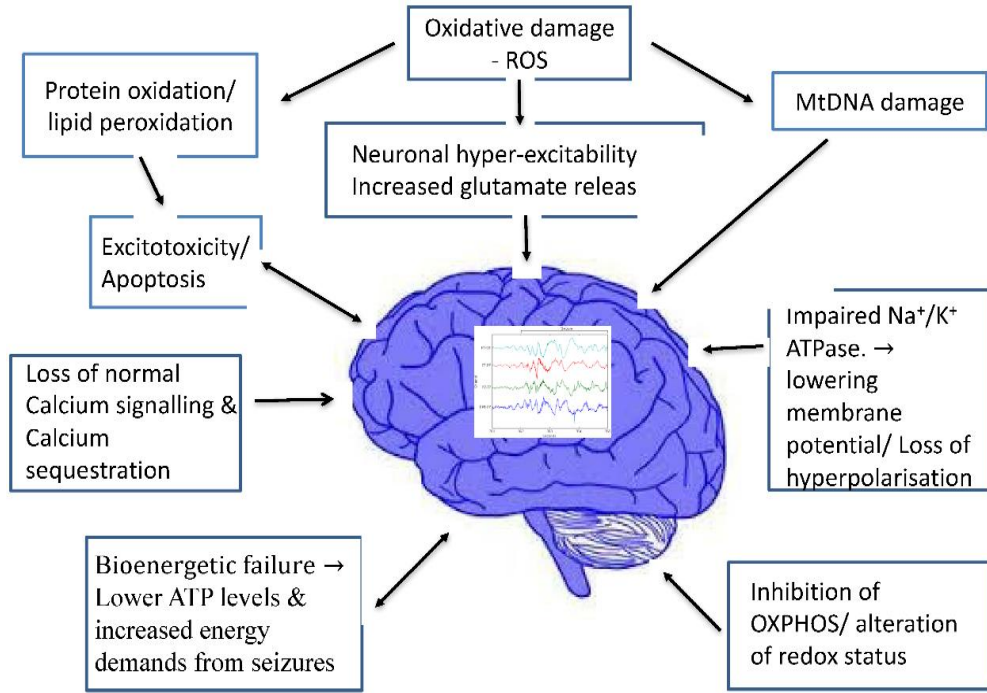 Oxidative damage
- ROS
Protein oxidation/
lipid peroxidation
MtDNA damage
Neuronal hyper-excitability
Increased glutamate releas
Excitotoxicity/
Apoptosis
Impaired Na⁺/K⁺
ATPase. →
lowering
membrane
potential/ Loss of
hyperpolarisation
Loss of normal
Calcium signalling &
Calcium
sequestration
Bioenergetic failure →
Lower ATP levels &
increased energy
demands from seizures
Inhibition of
OXPHOS/ alteration
of redox status